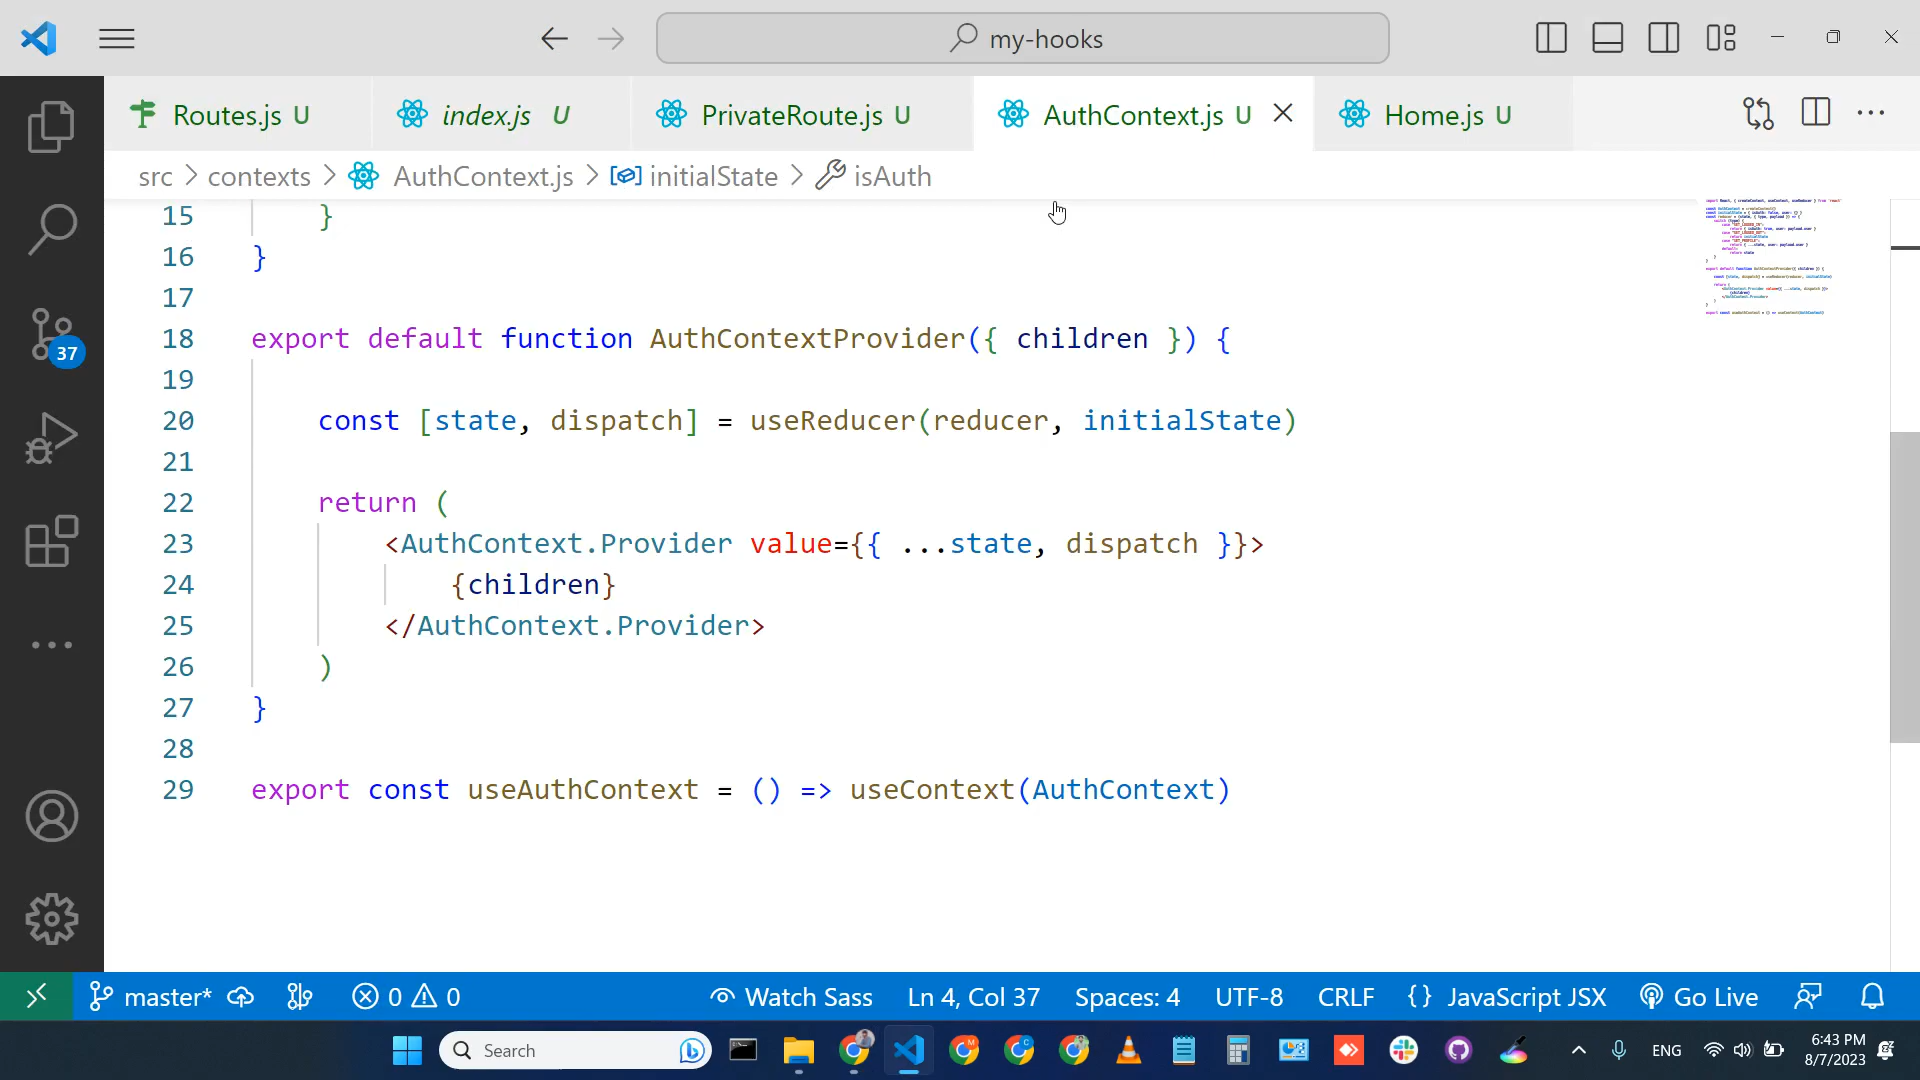 my-hooks
Routes.js U
index.js U
PrivateRoute.js U
AuthContext.js U
Home.js U
src > contexts > AuthContext.js > initialState > isAuth
15 }
16 }
17
18 export default function AuthContextProvider({ children }) {
19
20 const [state, dispatch] = useReducer(reducer, initialState)
21
22 return (
23 <AuthContext.Provider value={{ ...state, dispatch }}>
24 {children}
25 </AuthContext.Provider>
26 )
27 }
28
29 export const useAuthContext = () => useContext(AuthContext)
37
master* 0 0 Watch Sass Ln 4, Col 37 Spaces: 4 UTF-8 CRLF {} JavaScript JSX Go Live
Search
ENG
6:43 PM
8/7/2023